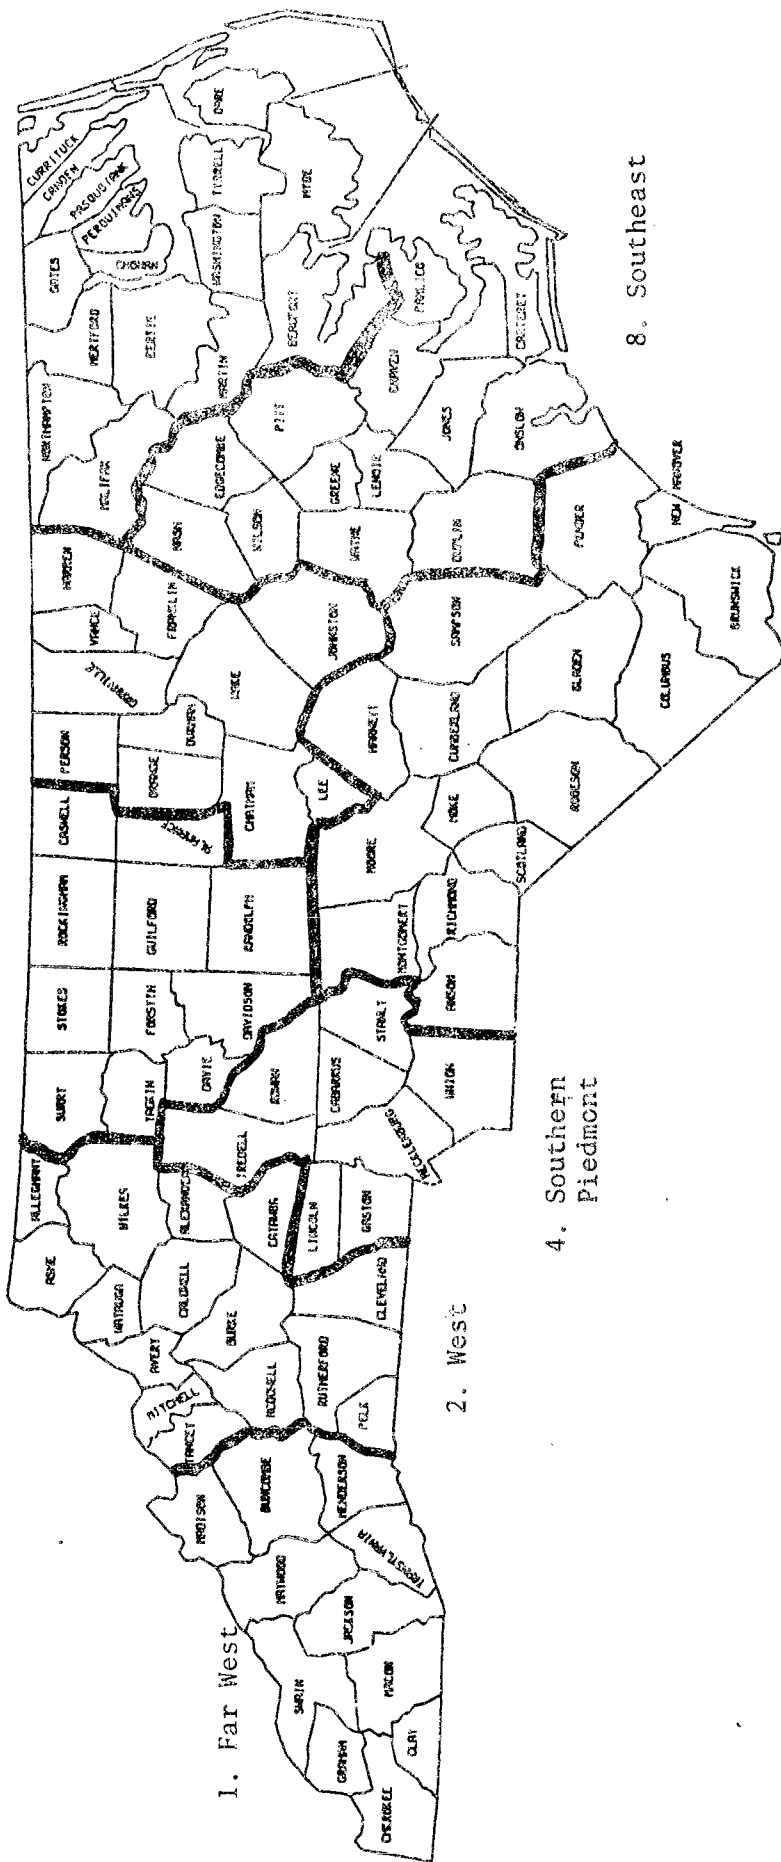 1. Far West
2. West
4. Southern
Piedmont
8. Southeast
CHEROKEE
GRAHAM
CLAY
SWAIN
MACON
JACKSON
HAYWOOD
TRANSYLVANIA
MADISON
BUNCOMBE
HENDERSON
YANCEY
MITCHELL
AVERY
MCDOWELL
RUTHERFORD
POLK
BURKE
CLEVELAND
WATAUGA
CALDWELL
ASHE
ALLEGHANY
WILKES
ALEXANDER
CATAWBA
LINCOLN
GASTON
IREDELL
MECKLENBURG
SURRY
YADKIN
DAVIE
ROWAN
CABARRUS
UNION
STOKES
FORSYTH
DAVIDSON
STANLY
ANSON
ROCKINGHAM
GUILFORD
RANDOLPH
MONTGOMERY
RICHMOND
CASWELL
ALAMANCE
CHATHAM
MOORE
SCOTLAND
HOKE
LEE
PERSON
ORANGE
DURHAM
GRANVILLE
WAKE
HARNETT
CUMBERLAND
ROBESON
VANCE
WARREN
FRANKLIN
JOHNSTON
SAMPSON
BLADEN
COLUMBUS
BRUNSWICK
NASH
WILSON
WAYNE
DUPLIN
PENDER
NEW HANOVER
NORTHAMPTON
HALIFAX
EDGECOMBE
GREENE
LENOIR
PITT
JONES
ONSLOW
HERTFORD
BERTIE
MARTIN
BEAUFORT
CRAVEN
PAMLICO
CARTERET
GATES
CHOWAN
PERQUIMANS
PASQUOTANK
CAMDEN
CURRITUCK
WASHINGTON
TYRRELL
DARE
HYDE